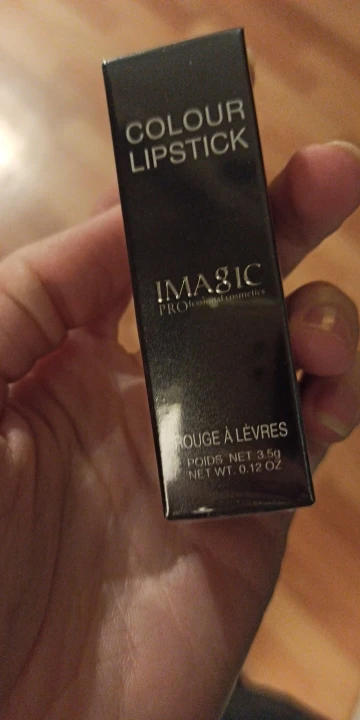 COLOUR
LIPSTICK
IMAGIC
PROfessional cosmetics
ROUGE À LÈVRES
POIDS NET 3.5g
NET WT. 0.12 OZ